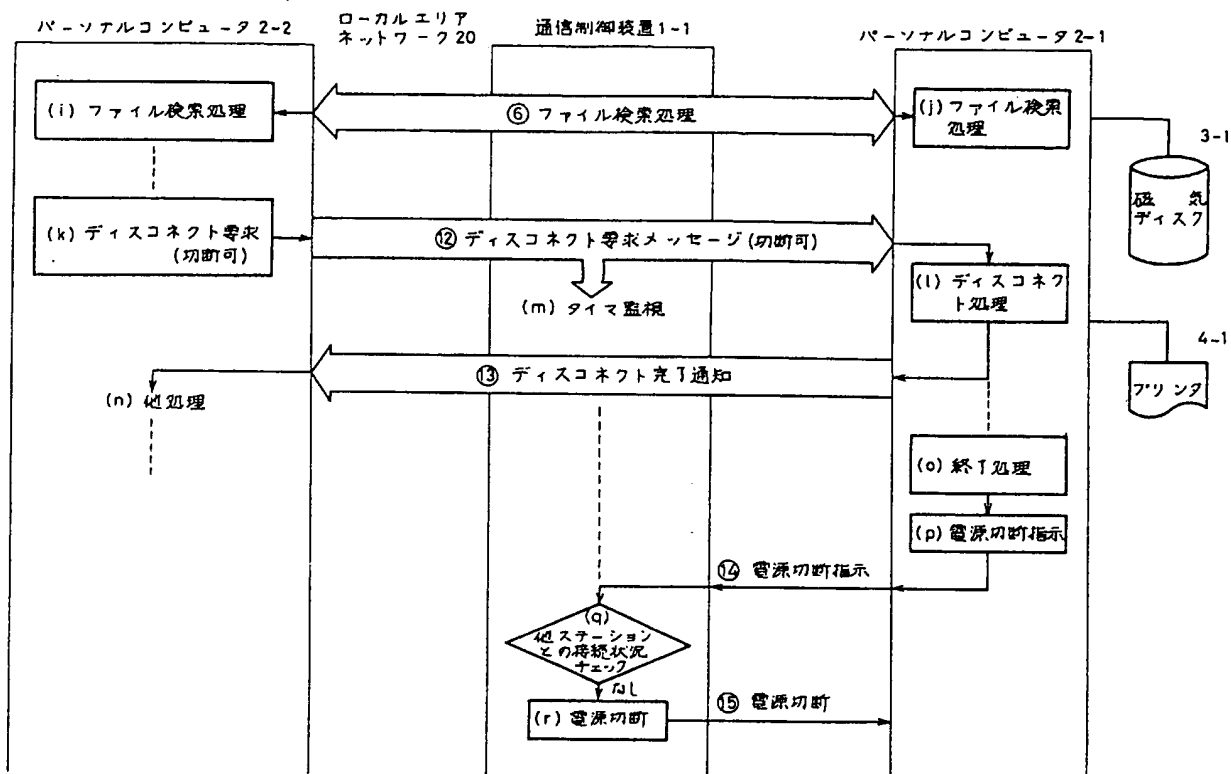 パーソナルコンピュータ2-2
ローカルエリア
ネットワーク20
通信制御装置1-1
パーソナルコンピュータ2-1
(i) ファイル検索処理
⑥ ファイル検索処理
(j) ファイル検索
処理
3-1
磁気
ディスク
(k) ディスコネクト要求
(切断可)
⑫ ディスコネクト要求メッセージ(切断可)
(l) ディスコネク
ト処理
(m) タイマ監視
4-1
プリンタ
⑬ ディスコネクト完了通知
(n) 他処理
(o) 終了処理
(p) 電源切断指示
⑭ 電源切断指示
(q)
他ステーション
との接続状況
チェック
なし
(r) 電源切断
⑮ 電源切断